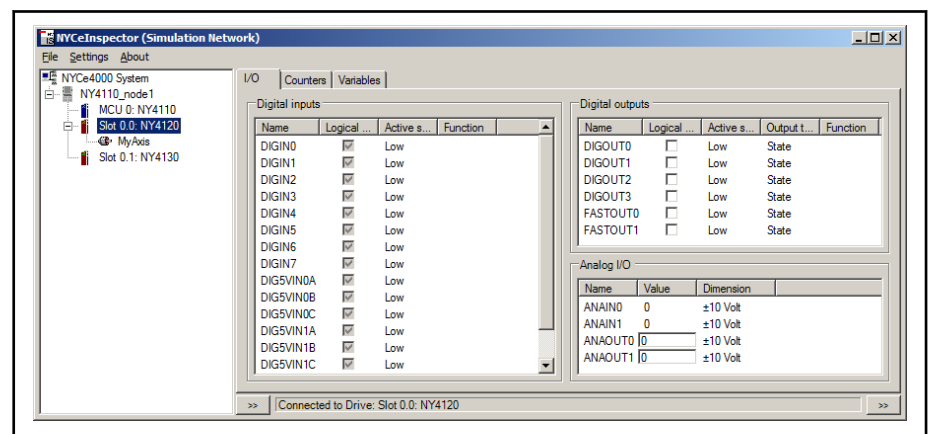 NYCeInspector (Simulation Network)
File Settings About
NYCe4000 System
NY4110_node1
MCU 0: NY4110
Slot 0.0: NY4120
MyAxis
Slot 0.1: NY4130
I/O Counters Variables
Digital inputs
Name Logical ... Active s... Function
DIGIN0 Low
DIGIN1 Low
DIGIN2 Low
DIGIN3 Low
DIGIN4 Low
DIGIN5 Low
DIGIN6 Low
DIGIN7 Low
DIG5VIN0A Low
DIG5VIN0B Low
DIG5VIN0C Low
DIG5VIN1A Low
DIG5VIN1B Low
DIG5VIN1C Low
Digital outputs
Name Logical ... Active s... Output t... Function
DIGOUT0 Low State
DIGOUT1 Low State
DIGOUT2 Low State
DIGOUT3 Low State
FASTOUT0 Low State
FASTOUT1 Low State
Analog I/O
Name Value Dimension
ANAIN0 0 ±10 Volt
ANAIN1 0 ±10 Volt
ANAOUT0 0 ±10 Volt
ANAOUT1 0 ±10 Volt
>> Connected to Drive: Slot 0.0: NY4120 >>